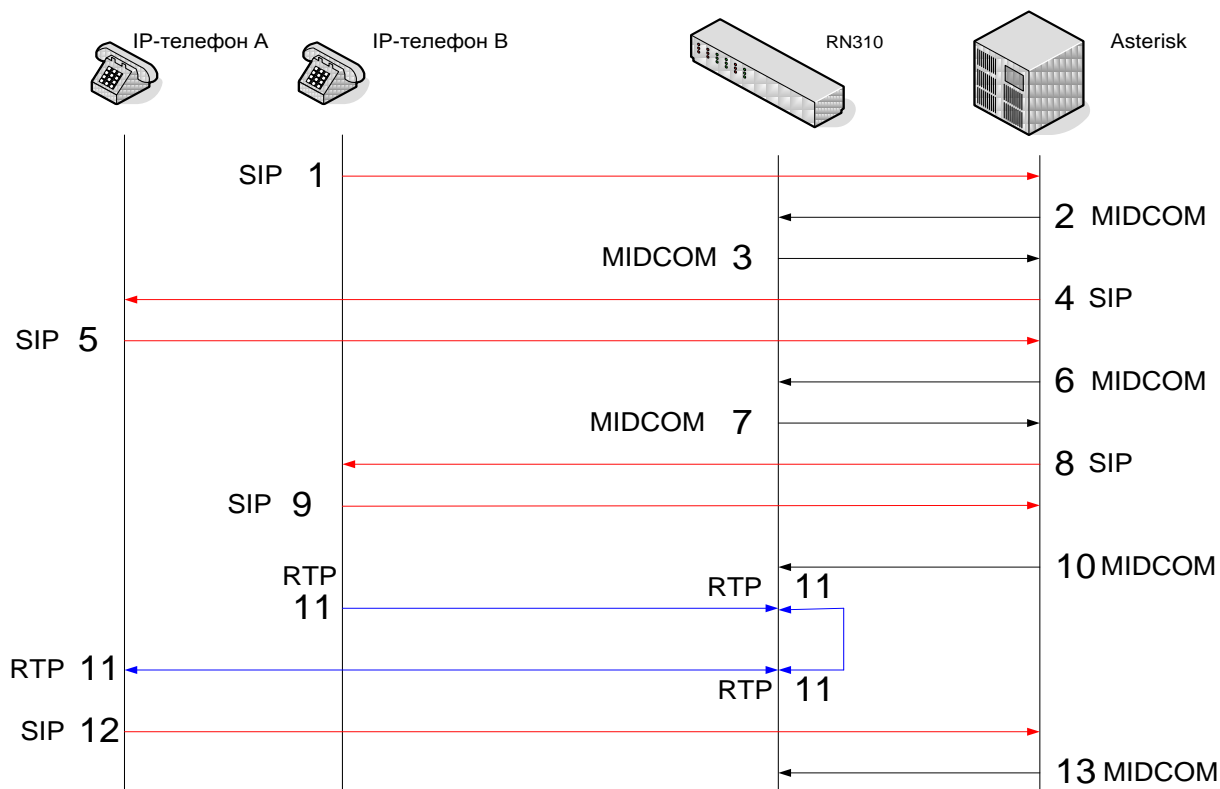 IP-телефон A
IP-телефон B
RN310
Asterisk
SIP 1
2 MIDCOM
MIDCOM 3
4 SIP
SIP 5
6 MIDCOM
MIDCOM 7
8 SIP
SIP 9
10 MIDCOM
RTP
11
RTP 11
RTP 11
RTP 11
SIP 12
13 MIDCOM